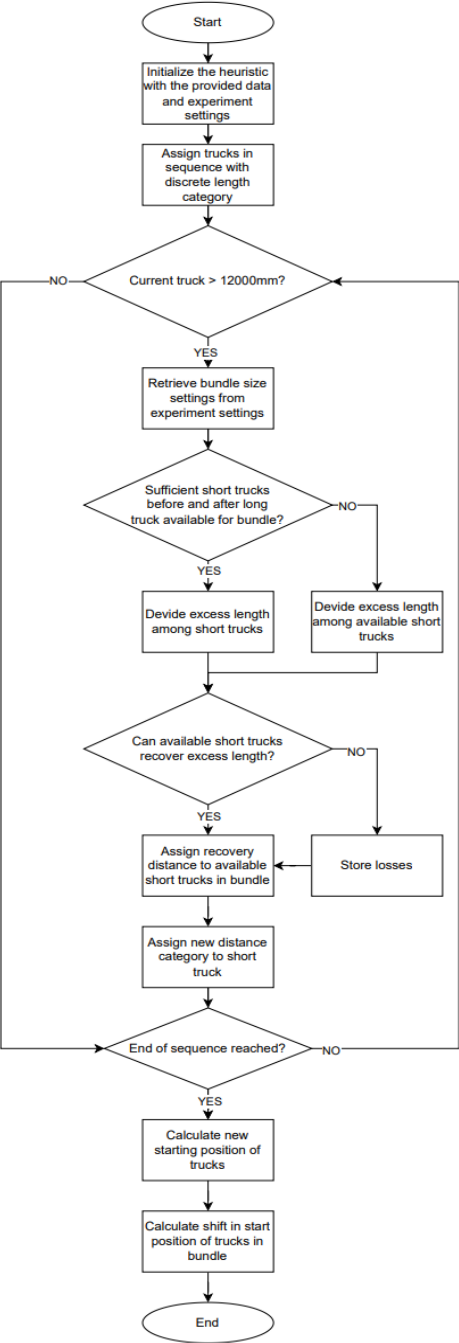 Start
Initialize the heuristic
with the provided data
and experiment
settings
Assign trucks in
sequence with
discrete length
category
NO
Current truck > 12000mm?
YES
Retrieve bundle size
settings from
experiment settings
Sufficient short trucks
before and after long
truck available for bundle?
NO
YES
Devide excess length
among short trucks
Devide excess length
among available short
trucks
Can available short trucks
recover excess length?
NO
YES
Assign recovery
distance to available
short trucks in bundle
Store losses
Assign new distance
category to short
truck
End of sequence reached?
NO
YES
Calculate new
starting position of
trucks
Calculate shift in start
position of trucks in
bundle
End